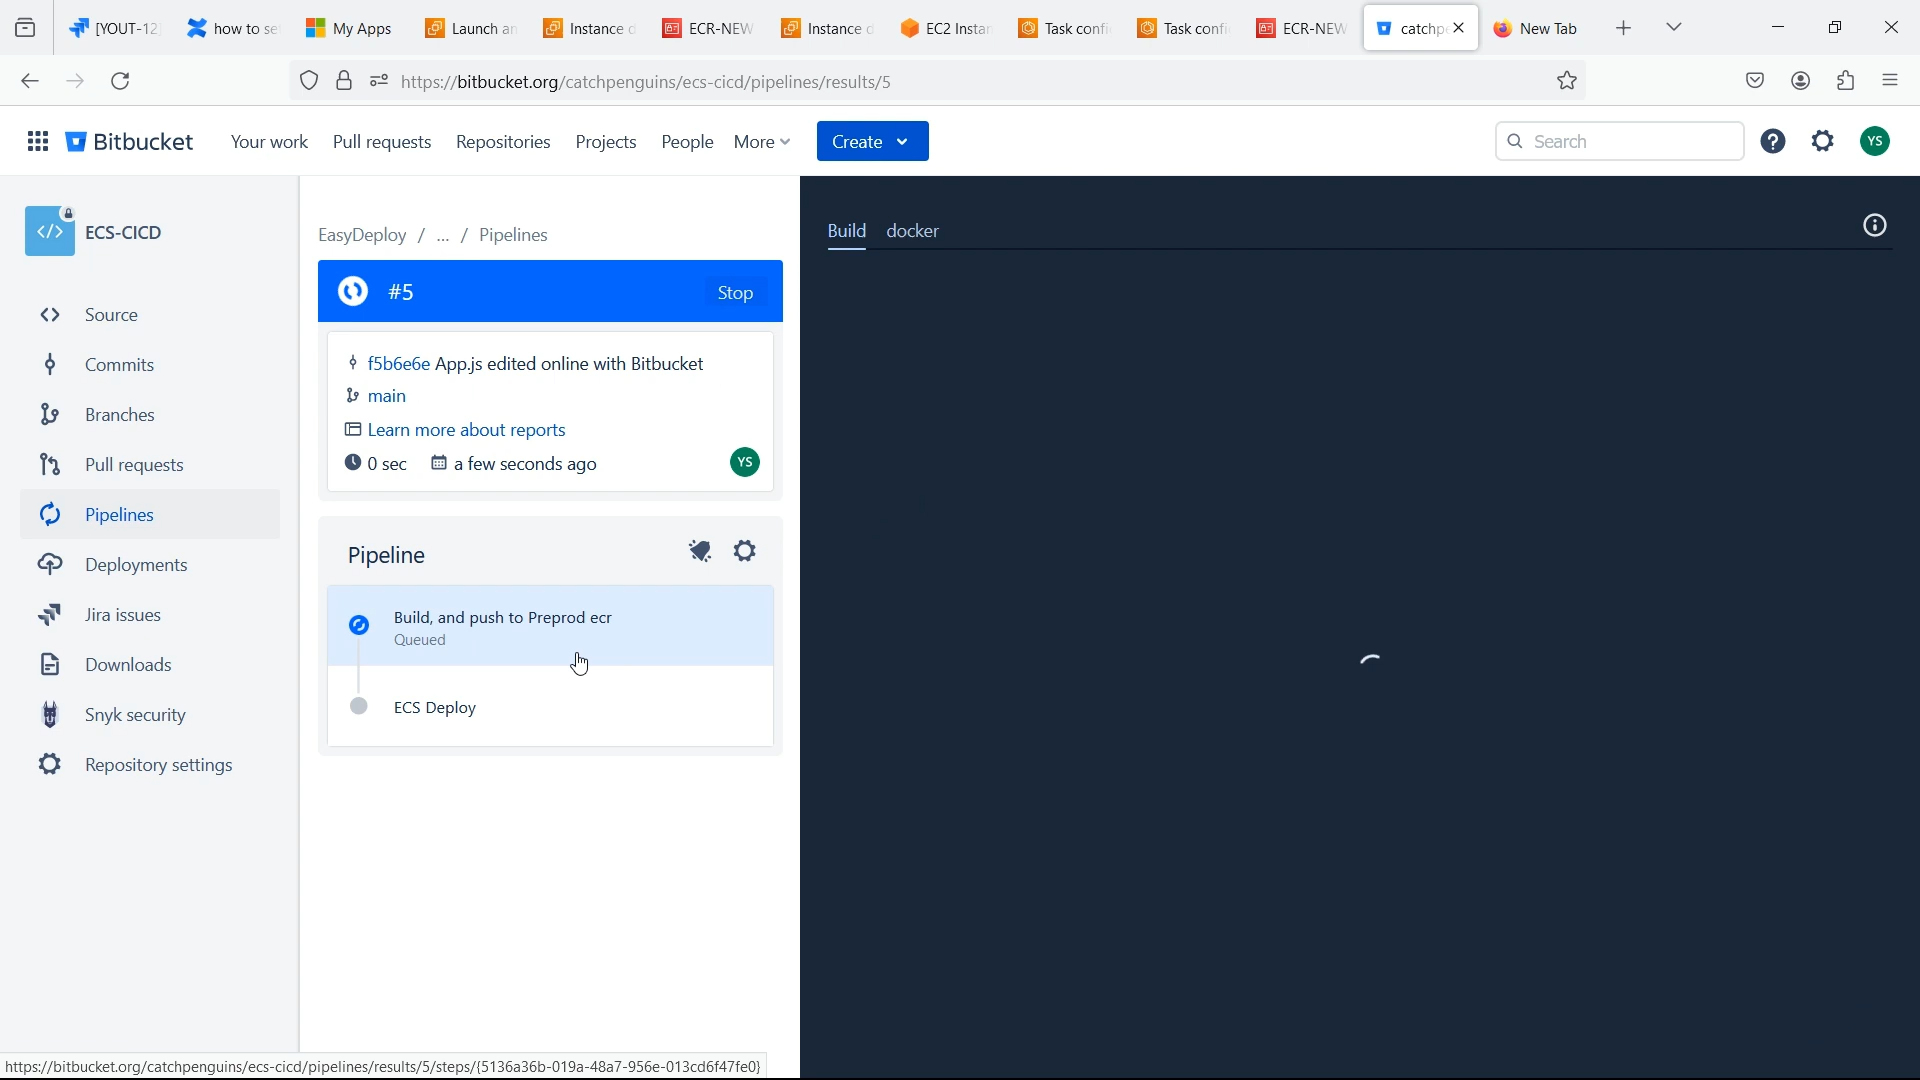 [YOUT-12
how to se
My Apps
Launch an
Instance d
ECR-NEW
Instance d
EC2 Instan
Task confi
Task confi
ECR-NEW
catchpe
New Tab
https://bitbucket.org/catchpenguins/ecs-cicd/pipelines/results/5
Bitbucket
Your work
Pull requests
Repositories
Projects
People
More
Create
Search
YS
ECS-CICD
Source
Commits
Branches
Pull requests
Pipelines
Deployments
Jira issues
Downloads
Snyk security
Repository settings
EasyDeploy / ... / Pipelines
#5
Stop
f5b6e6e App.js edited online with Bitbucket
main
Learn more about reports
0 sec a few seconds ago
YS
Pipeline
Build, and push to Preprod ecr
Queued
ECS Deploy
Build docker
https://bitbucket.org/catchpenguins/ecs-cicd/pipelines/results/5/steps/{5136a36b-019a-48a7-956e-013cd6f47fe0}